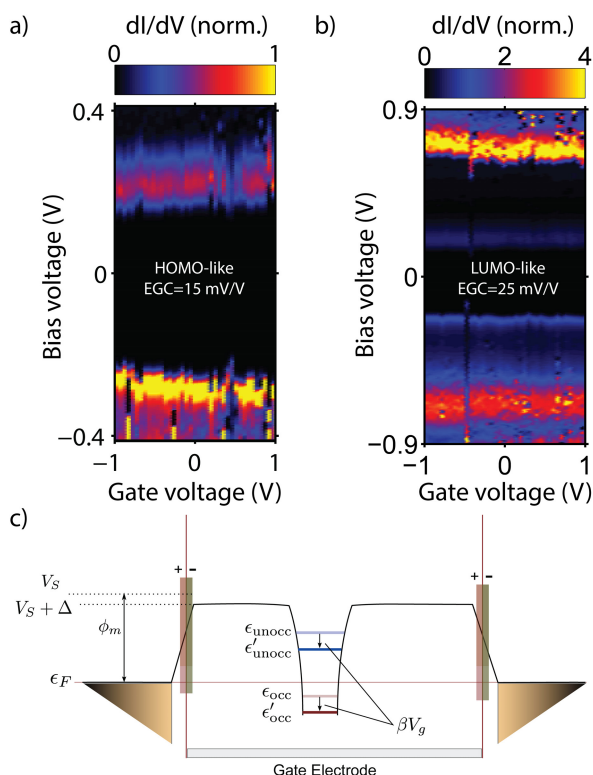 a)
dI/dV (norm.)
0 1
0.4
0
−0.4
Bias voltage (V)
HOMO-like
EGC=15 mV/V
−1 0 1
Gate voltage (V)
b)
dI/dV (norm.)
0 2 4
0.9
0
−0.9
Bias voltage (V)
LUMO-like
EGC=25 mV/V
−1 0 1
Gate voltage (V)
c)
+ - + -
V_S
V_S + Δ
ϕ_m
ϵ_unocc
ϵ′_unocc
ϵ_F
ϵ_occ
ϵ′_occ
βV_g
Gate Electrode